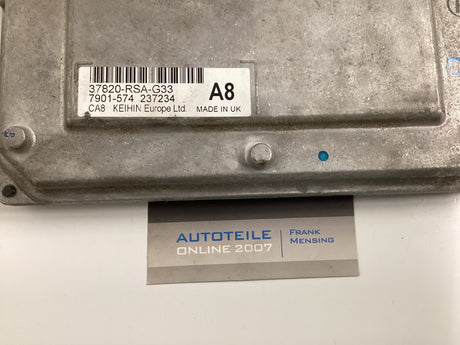 37820-RSA-G33
7901-574 237234
CA8 KEIHIN Europe Ltd.
A8
MADE IN UK
AUTOTEILE
ONLINE 2007
FRANK
MENSING